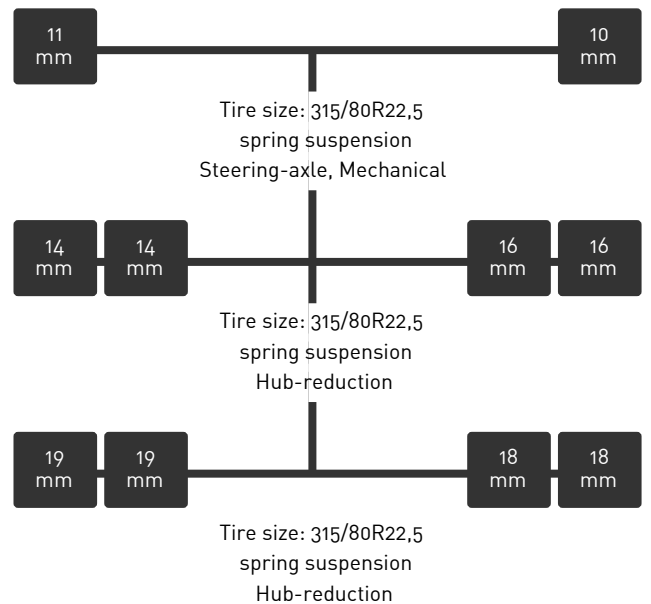 11 mm
10 mm
Tire size: 315/80R22,5
spring suspension
Steering-axle, Mechanical
14 mm
14 mm
16 mm
16 mm
Tire size: 315/80R22,5
spring suspension
Hub-reduction
19 mm
19 mm
18 mm
18 mm
Tire size: 315/80R22,5
spring suspension
Hub-reduction